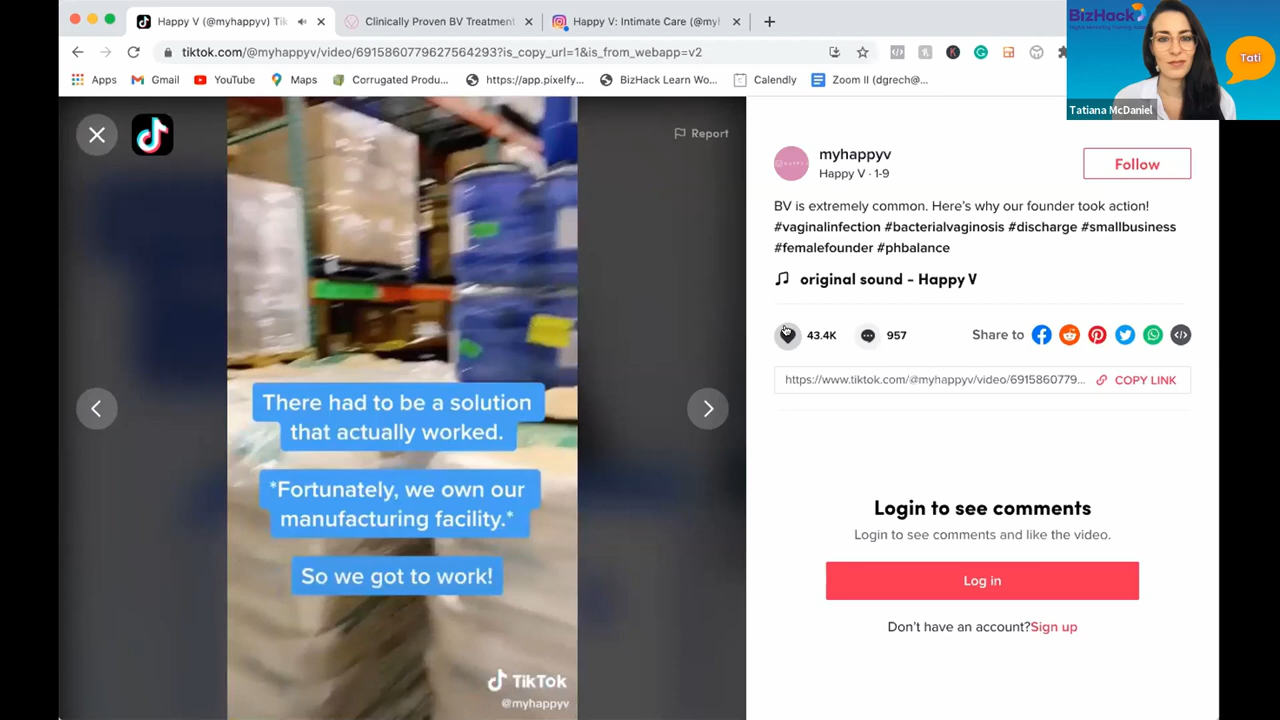 Happy V (@myhappyv) Tik
Clinically Proven BV Treatment
Happy V: Intimate Care (@my
tiktok.com/@myhappyv/video/6915860779627564293?is_copy_url=1&is_from_webapp=v2
Apps
Gmail
YouTube
Maps
Corrugated Produ...
https://app.pixelfy...
BizHack Learn Wo...
Calendly
Zoom II (dgrech@...
BizHack
Tati
Tatiana McDaniel
Report
There had to be a solution
that actually worked.
*Fortunately, we own our
manufacturing facility.*
So we got to work!
TikTok
@myhappyv
myhappyv
Happy V · 1-9
Follow
BV is extremely common. Here's why our founder took action!
#vaginalinfection #bacterialvaginosis #discharge #smallbusiness
#femalefounder #phbalance
original sound - Happy V
43.4K
957
Share to
https://www.tiktok.com/@myhappyv/video/6915860779...
COPY LINK
Login to see comments
Login to see comments and like the video.
Log in
Don't have an account?Sign up